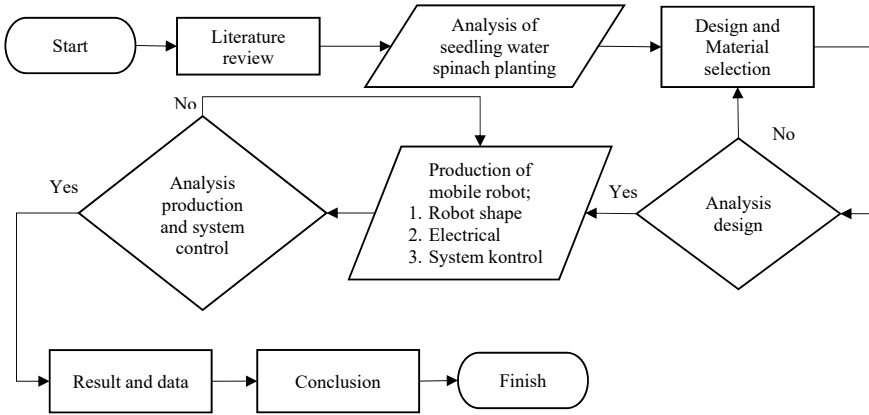 Start
Literature
review
Analysis of
seedling water
spinach planting
Design and
Material
selection
No
No
Yes
Analysis
production
and system
control
Production of
mobile robot;
1. Robot shape
2. Electrical
3. System kontrol
Yes
Analysis
design
Result and data
Conclusion
Finish